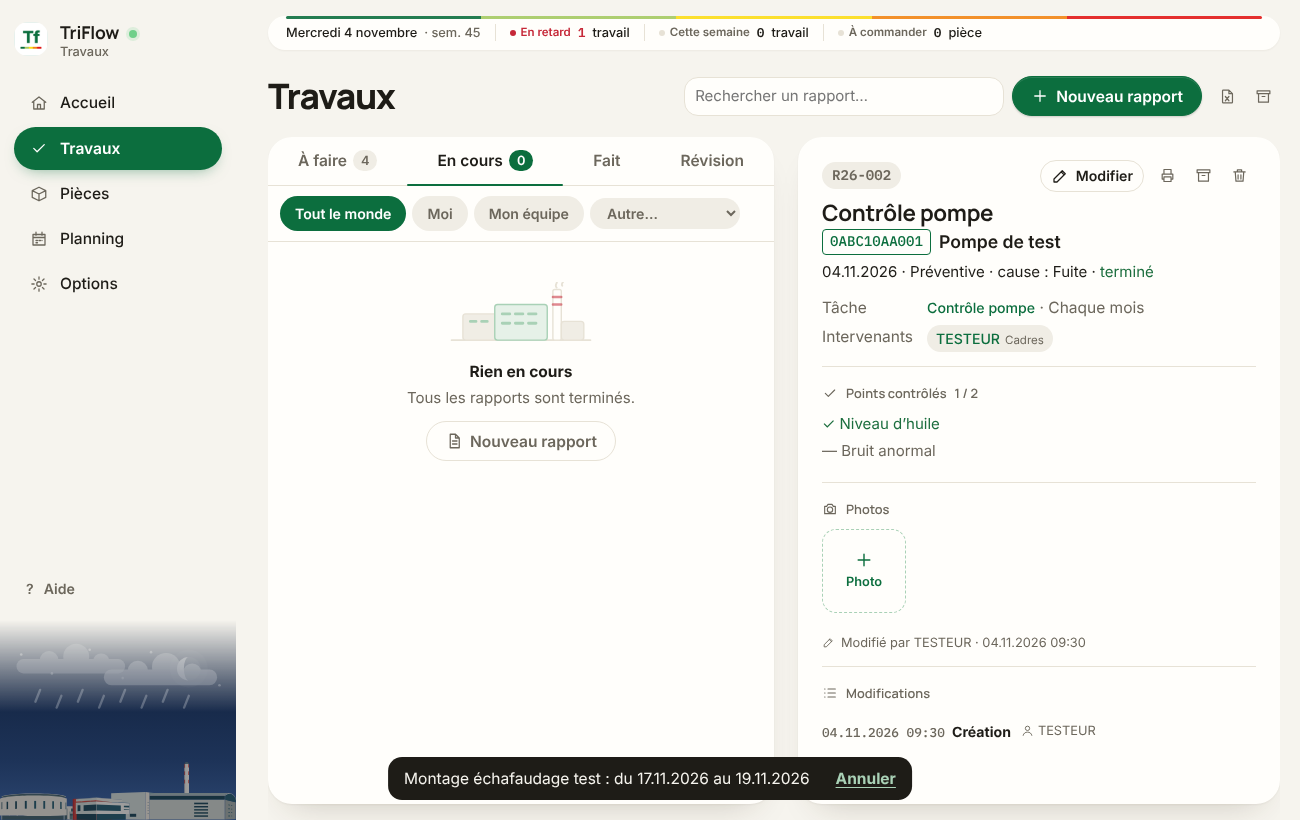 Tf TriFlow
Travaux
Accueil
Travaux
Pièces
Planning
Options
? Aide
Mercredi 4 novembre · sem. 45 En retard 1 travail Cette semaine 0 travail À commander 0 pièce
Travaux
Rechercher un rapport…
Nouveau rapport
À faire 4 En cours 0 Fait Révision
Tout le monde Moi Mon équipe Autre…
Rien en cours
Tous les rapports sont terminés.
Nouveau rapport
R26-002 Modifier
Contrôle pompe
0ABC10AA001 Pompe de test
04.11.2026 · Préventive · cause : Fuite · terminé
Tâche Contrôle pompe · Chaque mois
Intervenants TESTEUR Cadres
Points contrôlés 1 / 2
✓ Niveau d’huile
— Bruit anormal
Photos
+
Photo
Modifié par TESTEUR · 04.11.2026 09:30
Modifications
04.11.2026 09:30 Création TESTEUR
Montage échafaudage test : du 17.11.2026 au 19.11.2026 Annuler